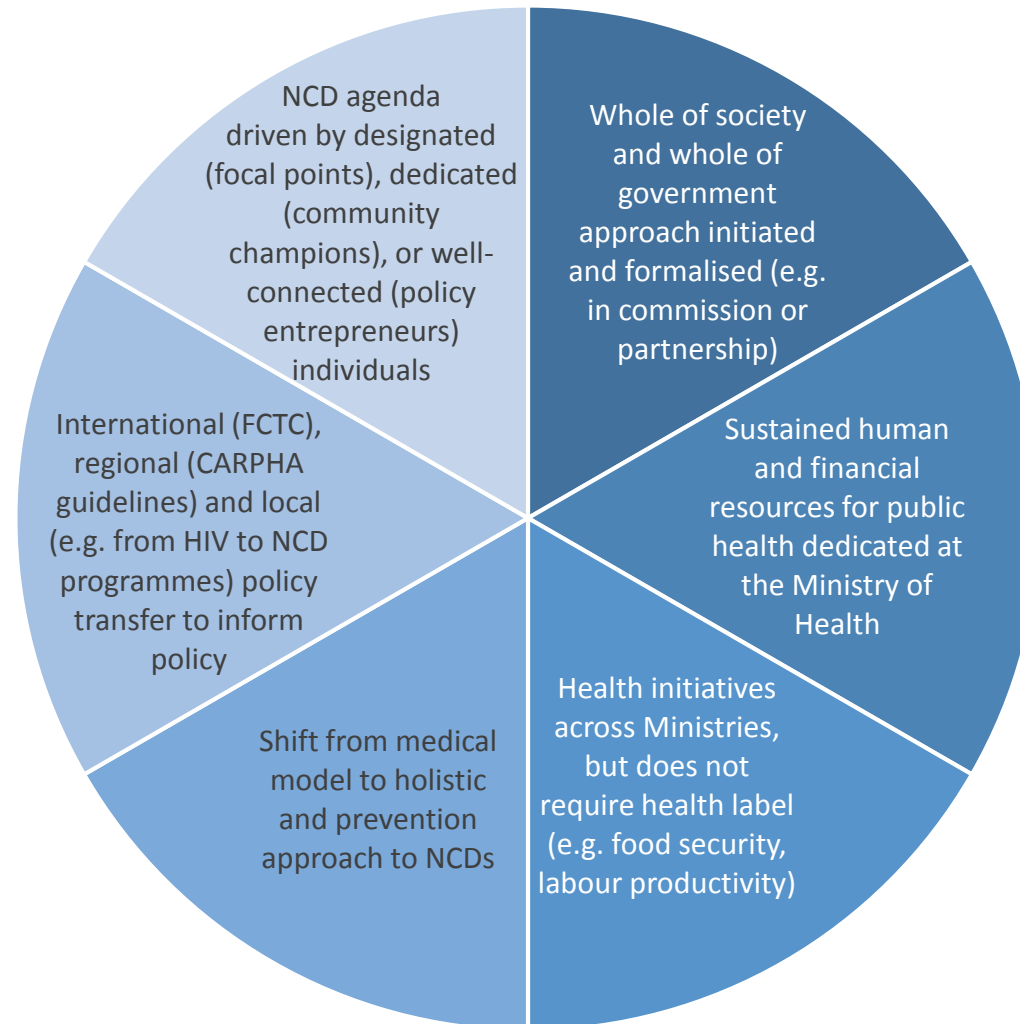 Whole of society
and whole of
government
approach initiated
and formalised (e.g.
in commission or
partnership)
Sustained human
and financial
resources for public
health dedicated at
the Ministry of
Health
Health initiatives
across Ministries,
but does not
require health label
(e.g. food security,
labour productivity)
Shift from medical
model to holistic
and prevention
approach to NCDs
International (FCTC),
regional (CARPHA
guidelines) and local
(e.g. from HIV to NCD
programmes) policy
transfer to inform
policy
NCD agenda
driven by designated
(focal points), dedicated
(community
champions), or well-
connected (policy
entrepreneurs)
individuals